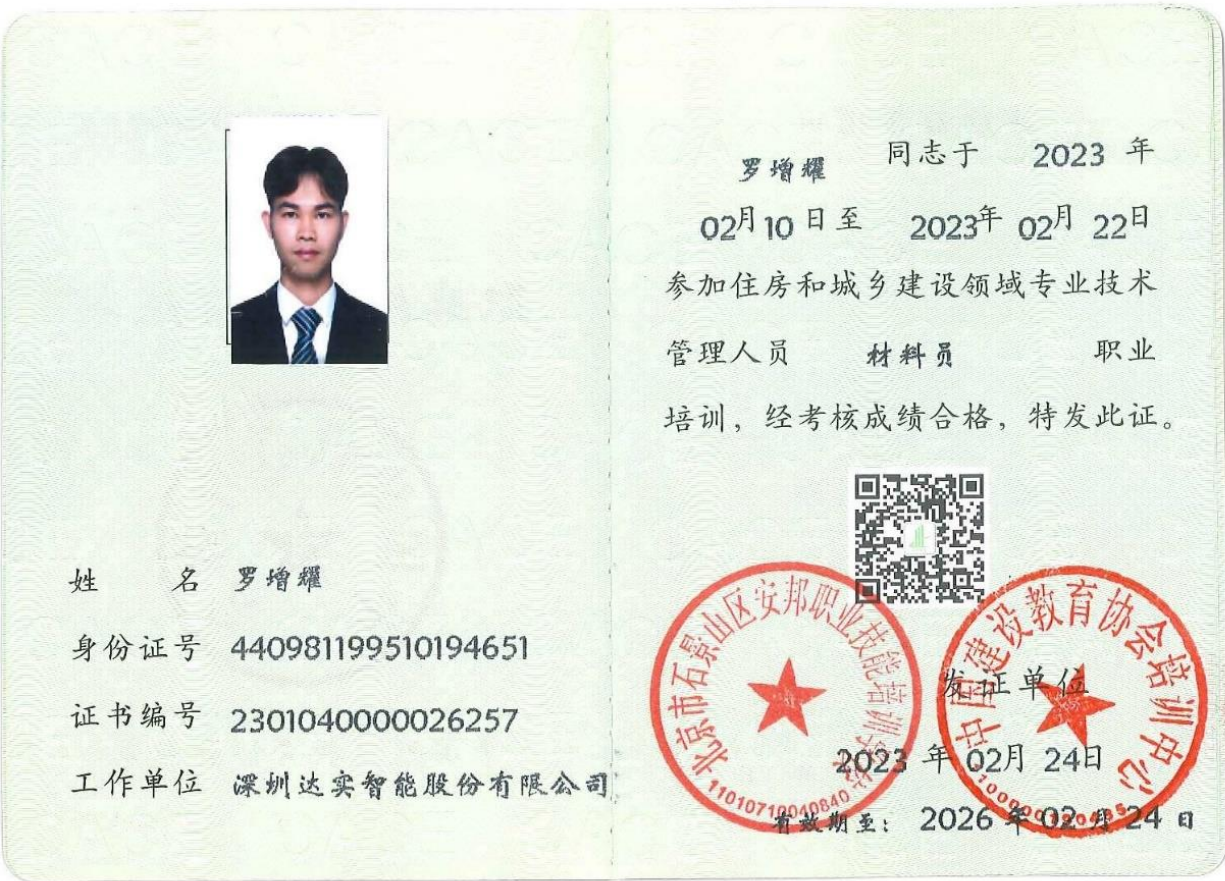 姓 名 罗增耀
身份证号 440981199510194651
证书编号 2301040000026257
工作单位 深圳达实智能股份有限公司
罗增耀 同志于 2023 年
02月 10 日至 2023年 02月 22日
参加住房和城乡建设领域专业技术
管理人员 材料员 职业
培训，经考核成绩合格，特发此证。
北京市石景山区安邦职业技能培训学校
11010710040840
中国建设教育协会培训中心
发证单位
2023 年 02月 24日
有效期至： 2026 年 02 月 24 日